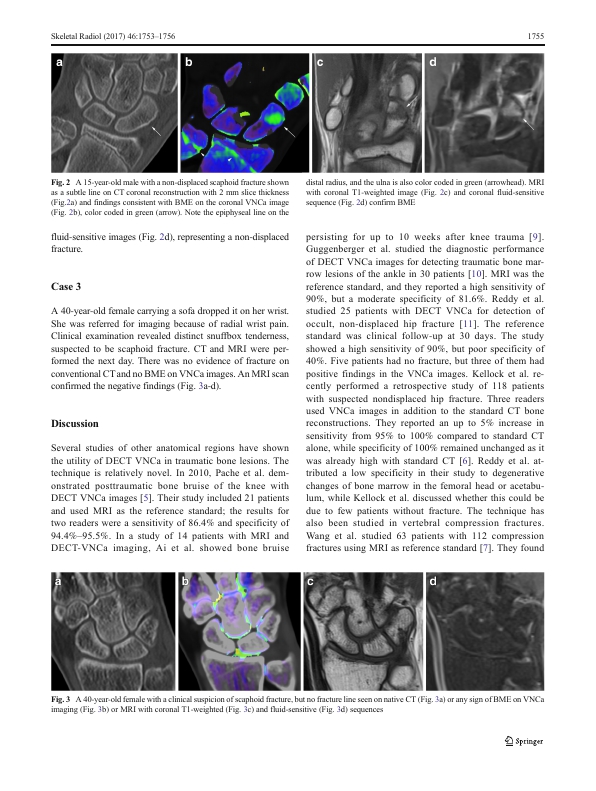 Skeletal Radiol (2017) 46:1753–1756
1755
a
b
c
d
Fig. 2 A 15-year-old male with a non-displaced scaphoid fracture shown
as a subtle line on CT coronal reconstruction with 2 mm slice thickness
(Fig.2a) and findings consistent with BME on the coronal VNCa image
(Fig. 2b), color coded in green (arrow). Note the epiphyseal line on the
distal radius, and the ulna is also color coded in green (arrowhead). MRI
with coronal T1-weighted image (Fig. 2c) and coronal fluid-sensitive
sequence (Fig. 2d) confirm BME
fluid-sensitive images (Fig. 2d), representing a non-displaced
fracture.
Case 3
A 40-year-old female carrying a sofa dropped it on her wrist.
She was referred for imaging because of radial wrist pain.
Clinical examination revealed distinct snuffbox tenderness,
suspected to be scaphoid fracture. CT and MRI were per-
formed the next day. There was no evidence of fracture on
conventional CT and no BME on VNCa images. An MRI scan
confirmed the negative findings (Fig. 3a-d).
Discussion
Several studies of other anatomical regions have shown
the utility of DECT VNCa in traumatic bone lesions. The
technique is relatively novel. In 2010, Pache et al. dem-
onstrated posttraumatic bone bruise of the knee with
DECT VNCa images [5]. Their study included 21 patients
and used MRI as the reference standard; the results for
two readers were a sensitivity of 86.4% and specificity of
94.4%–95.5%. In a study of 14 patients with MRI and
DECT-VNCa imaging, Ai et al. showed bone bruise
persisting for up to 10 weeks after knee trauma [9].
Guggenberger et al. studied the diagnostic performance
of DECT VNCa images for detecting traumatic bone mar-
row lesions of the ankle in 30 patients [10]. MRI was the
reference standard, and they reported a high sensitivity of
90%, but a moderate specificity of 81.6%. Reddy et al.
studied 25 patients with DECT VNCa for detection of
occult, non-displaced hip fracture [11]. The reference
standard was clinical follow-up at 30 days. The study
showed a high sensitivity of 90%, but poor specificity of
40%. Five patients had no fracture, but three of them had
positive findings in the VNCa images. Kellock et al. re-
cently performed a retrospective study of 118 patients
with suspected nondisplaced hip fracture. Three readers
used VNCa images in addition to the standard CT bone
reconstructions. They reported an up to 5% increase in
sensitivity from 95% to 100% compared to standard CT
alone, while specificity of 100% remained unchanged as it
was already high with standard CT [6]. Reddy et al. at-
tributed a low specificity in their study to degenerative
changes of bone marrow in the femoral head or acetabu-
lum, while Kellock et al. discussed whether this could be
due to few patients without fracture. The technique has
also been studied in vertebral compression fractures.
Wang et al. studied 63 patients with 112 compression
fractures using MRI as reference standard [7]. They found
a
b
c
d
Fig. 3 A 40-year-old female with a clinical suspicion of scaphoid fracture, but no fracture line seen on native CT (Fig. 3a) or any sign of BME on VNCa
imaging (Fig. 3b) or MRI with coronal T1-weighted (Fig. 3c) and fluid-sensitive (Fig. 3d) sequences
Springer